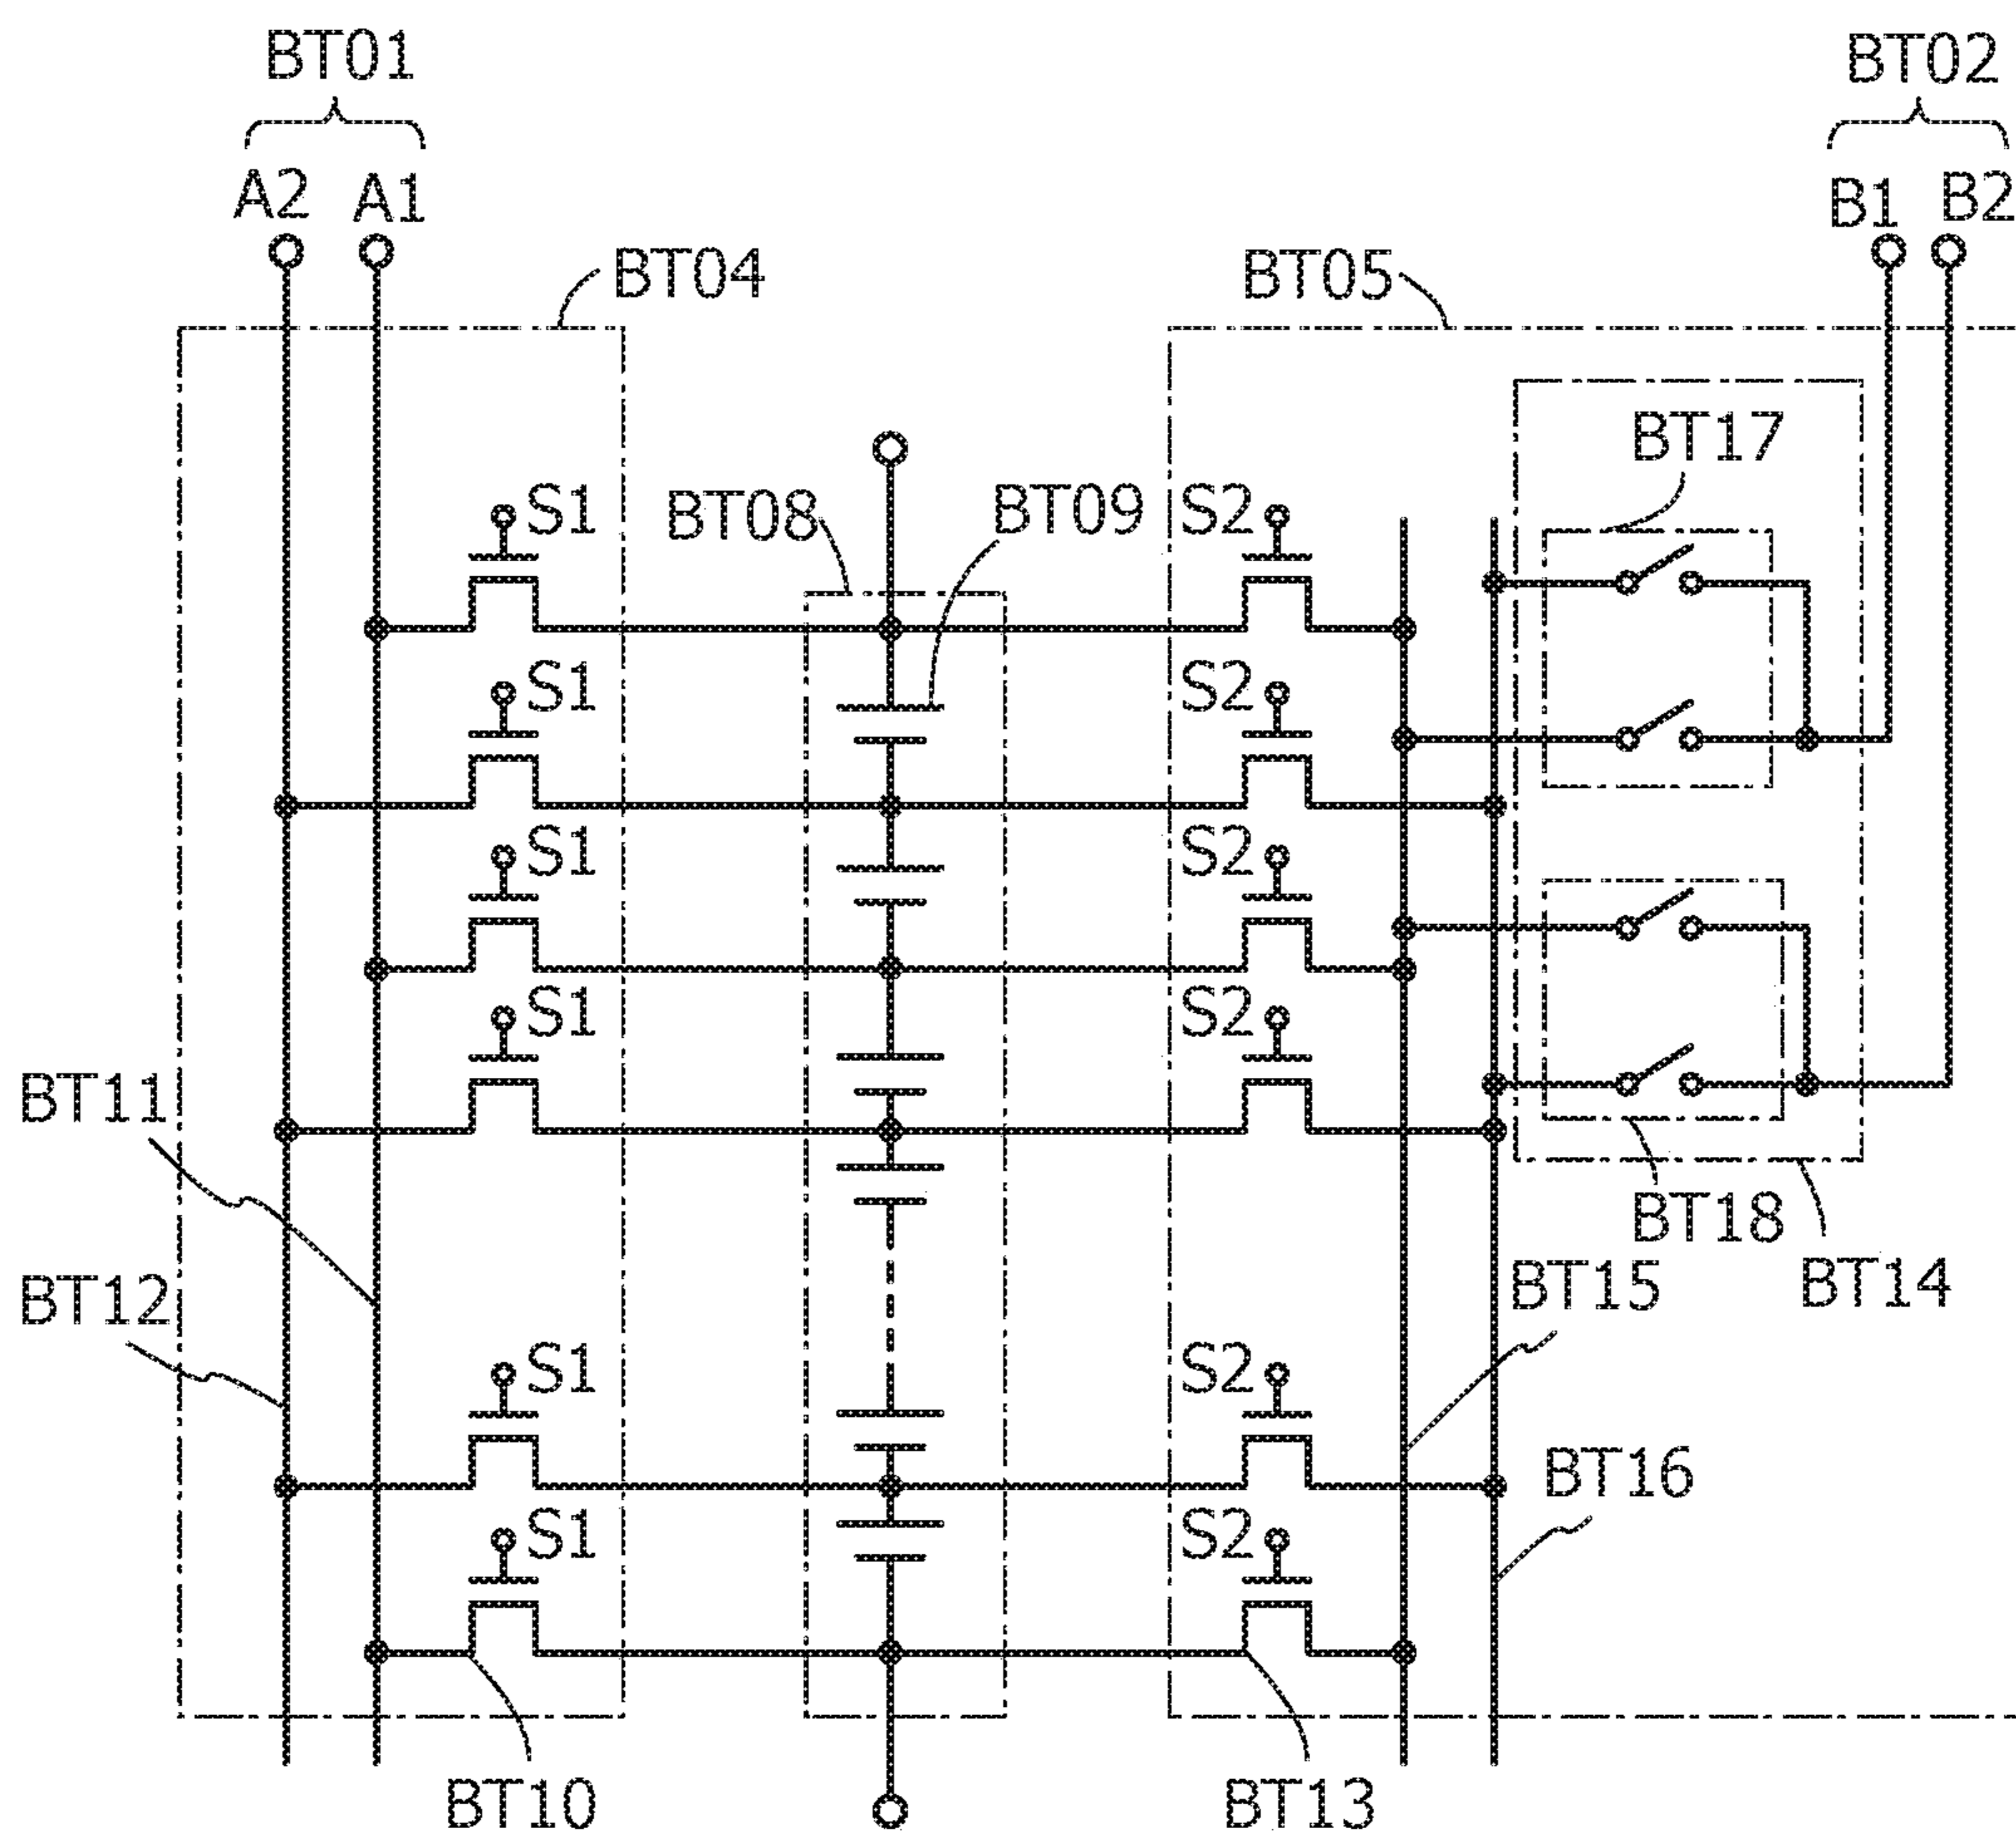 BT01
BT02
A2 A1
B1 B2
BT04
BT05
BT17
BT08
BT09
S1
S2
S1
S2
S1
S2
S1
S2
BT11
BT18
BT14
BT12
BT15
S1
S2
BT16
S1
S2
BT10
BT13